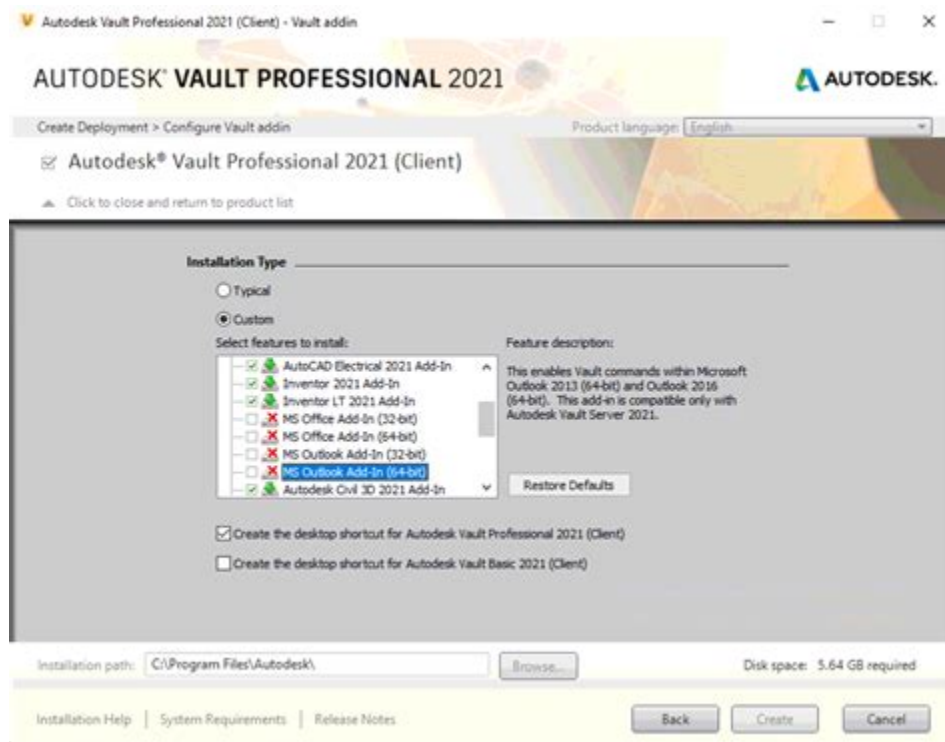 Autodesk Vault Professional 2021 (Client) - Vault addin
AUTODESK® VAULT PROFESSIONAL 2021
AUTODESK.
Create Deployment > Configure Vault addin
Product language: English
Autodesk® Vault Professional 2021 (Client)
Click to close and return to product list
Installation Type
Typical
Custom
Select features to install:
AutoCAD Electrical 2021 Add-In
Inventor 2021 Add-In
Inventor LT 2021 Add-In
MS Office Add-In (32-bit)
MS Office Add-In (64-bit)
MS Outlook Add-In (32-bit)
MS Outlook Add-In (64-bit)
Autodesk Civil 3D 2021 Add-In
Feature description:
This enables Vault commands within Microsoft
Outlook 2013 (64-bit) and Outlook 2016
(64-bit). This add-in is compatible only with
Autodesk Vault Server 2021.
Restore Defaults
Create the desktop shortcut for Autodesk Vault Professional 2021 (Client)
Create the desktop shortcut for Autodesk Vault Basic 2021 (Client)
Installation path: C:\Program Files\Autodesk\
Browse...
Disk space: 5.64 GB required
Installation Help | System Requirements | Release Notes
Back
Create
Cancel